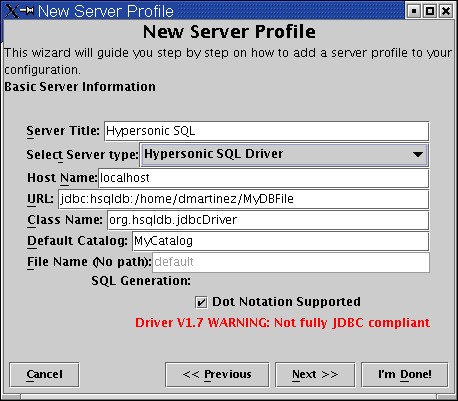 New Server Profile
New Server Profile
This wizard will guide you step by step on how to add a server profile to your
configuration.
Basic Server Information
Server Title: Hypersonic SQL
Select Server type: Hypersonic SQL Driver
Host Name: localhost
URL: jdbc:hsqldb:/home/dmartinez/MyDBFile
Class Name: org.hsqldb.jdbcDriver
Default Catalog: MyCatalog
File Name (No path): default
SQL Generation:
Dot Notation Supported
Driver V1.7 WARNING: Not fully JDBC compliant
Cancel << Previous Next >> I'm Done!